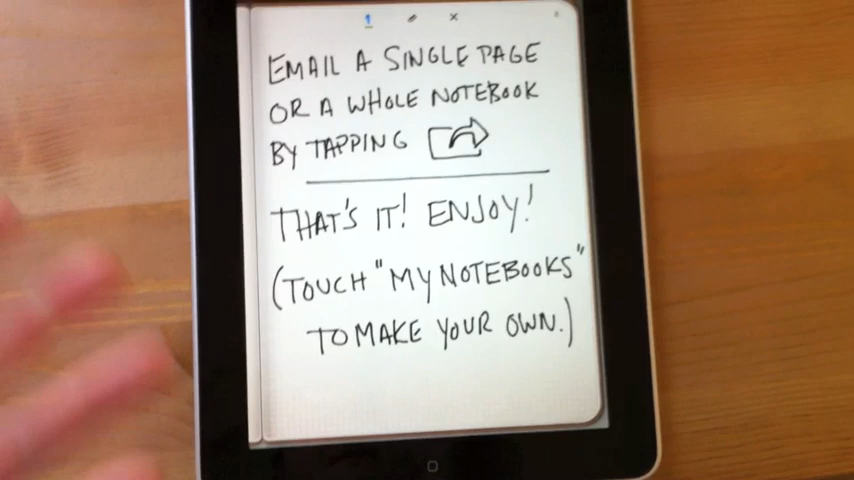 EMAIL A SINGLE PAGE
OR A WHOLE NOTEBOOK
BY TAPPING
THAT'S IT! ENJOY!
(TOUCH "MY NOTEBOOKS"
TO MAKE YOUR OWN.)